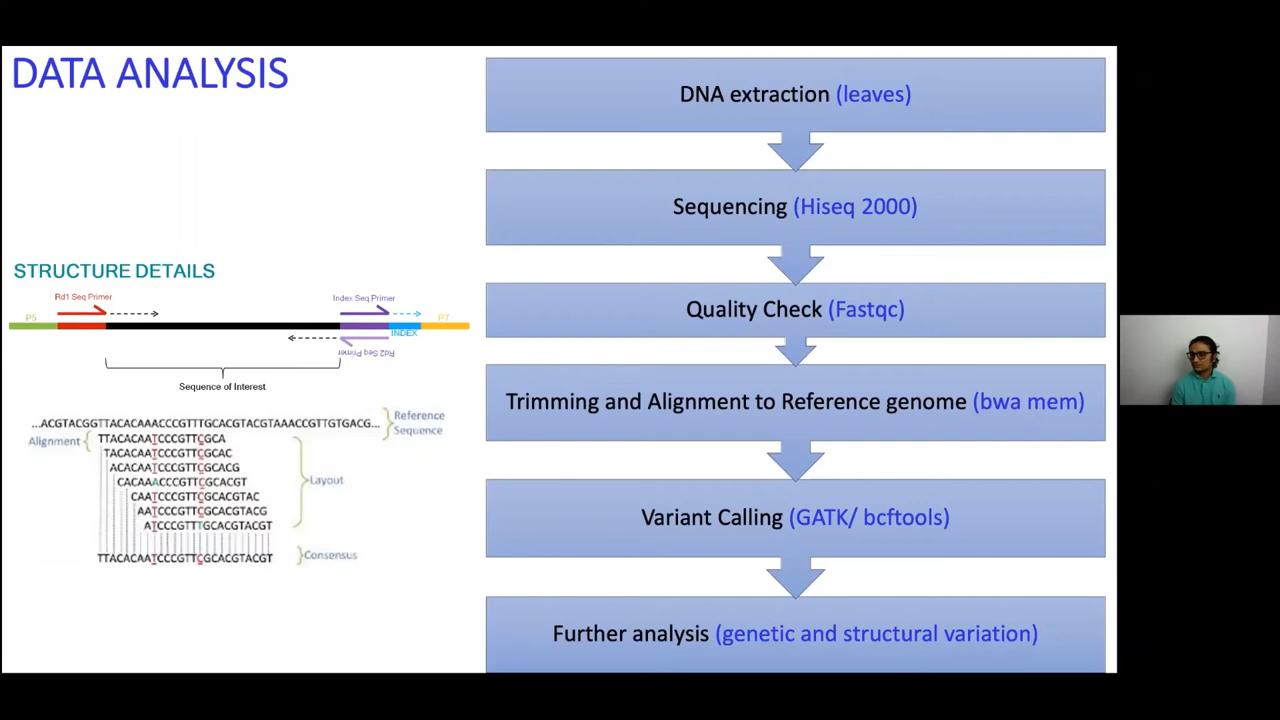 DATA ANALYSIS
DNA extraction (leaves)
Sequencing (Hiseq 2000)
Quality Check (Fastqc)
Trimming and Alignment to Reference genome (bwa mem)
Variant Calling (GATK/ bcftools)
Further analysis (genetic and structural variation)
STRUCTURE DETAILS
Rd1 Seq Primer
Index Seq Primer
P5
P7
INDEX
Rd2 Seq Primer
Sequence of Interest
...ACGTACGGTTACACAAACCCGTTTGCACGTACGTAAACCGTTGTGACG...
Reference
Sequence
Alignment
TTACACAATCCCGTTCGCA
TACACAATCCCGTTCGCAC
ACACAATCCCGTTCGCACG
CACAAACCCGTTCGCACGT
CAATCCCGTTCGCACGTAC
AATCCCGTTCGCACGTACG
ATCCCGTTTGCACGTACGT
Layout
TTACACAATCCCGTTCGCACGTACGT
Consensus